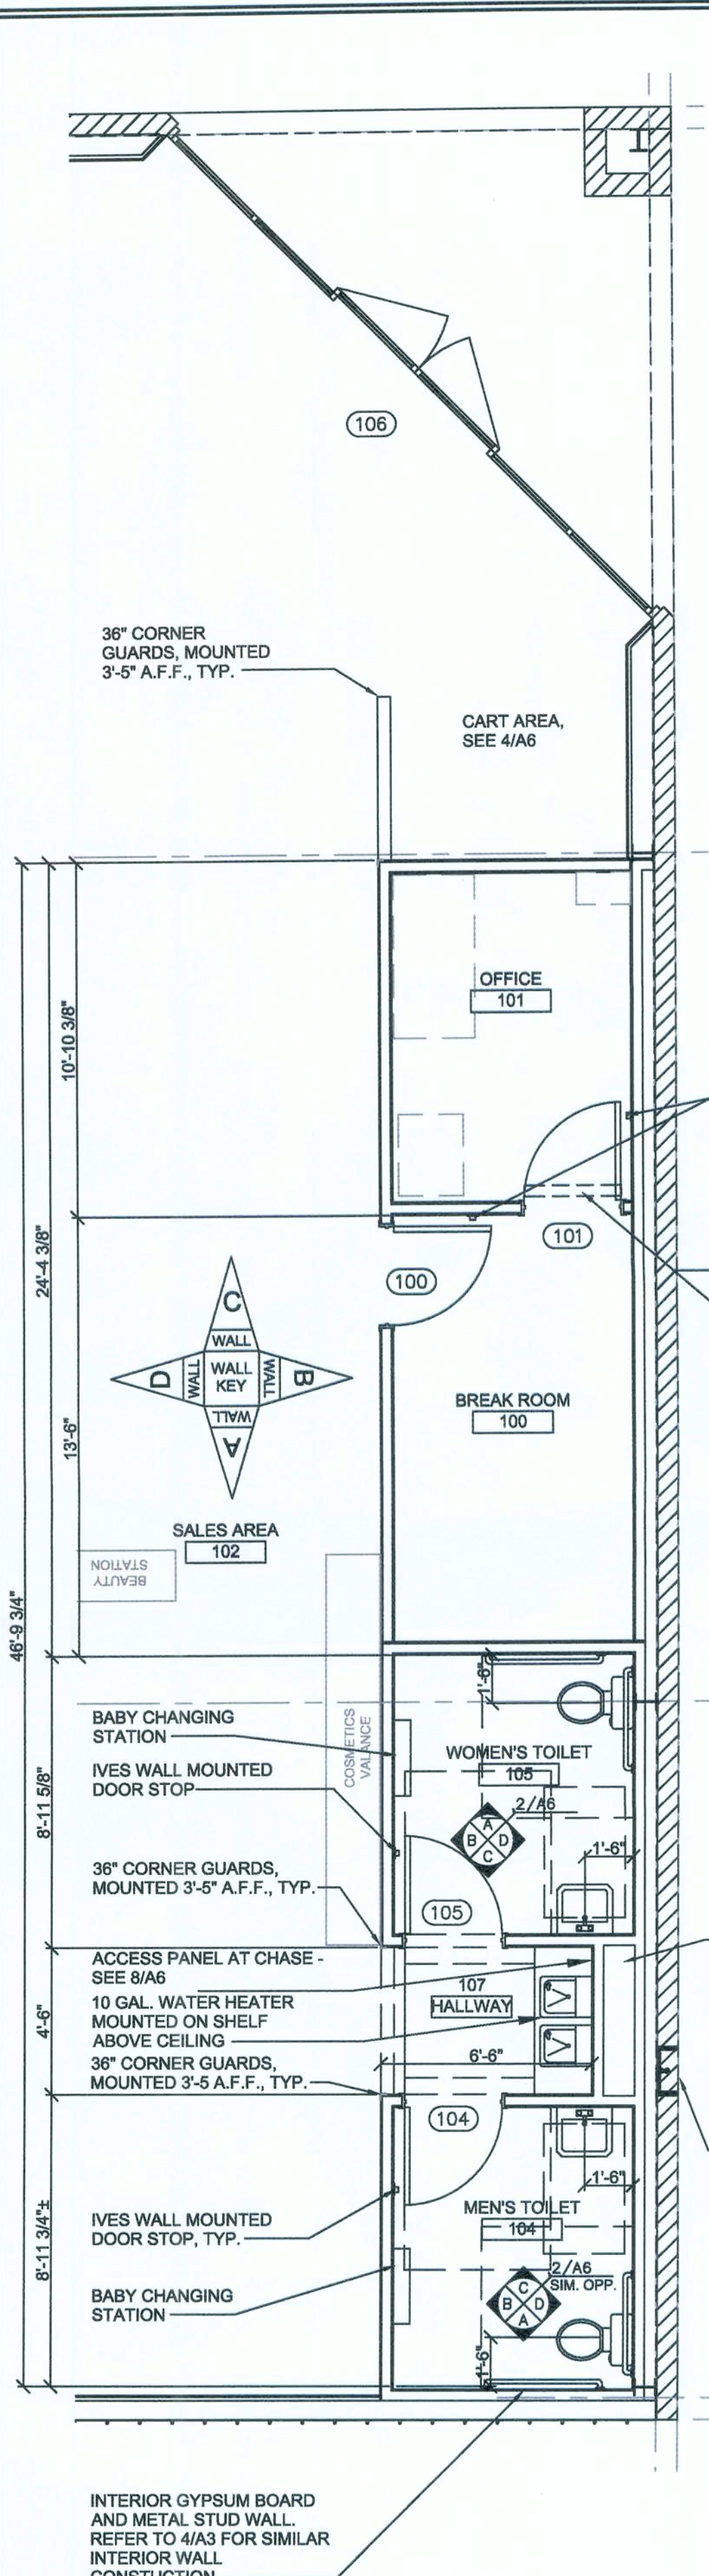 106
36" CORNER
GUARDS, MOUNTED
3'-5" A.F.F., TYP.
CART AREA,
SEE 4/A6
OFFICE
101
10'-10 3/8"
101
100
24'-4 3/8"
C
WALL
D
WALL
WALL
KEY
WALL
B
WALL
A
BREAK ROOM
100
13'-6"
SALES AREA
102
BEAUTY
STATION
46'-9 3/4"
1'-6"
BABY CHANGING
STATION
COSMETICS
VALANCE
WOMEN'S TOILET
105
IVES WALL MOUNTED
DOOR STOP
2/A6
A
B
D
C
8'-11 5/8"
1'-6"
36" CORNER GUARDS,
MOUNTED 3'-5" A.F.F., TYP.
105
ACCESS PANEL AT CHASE -
SEE 8/A6
107
HALLWAY
10 GAL. WATER HEATER
MOUNTED ON SHELF
ABOVE CEILING
4'-6"
6'-6"
36" CORNER GUARDS,
MOUNTED 3'-5 A.F.F., TYP.
104
1'-6"
MEN'S TOILET
104
IVES WALL MOUNTED
DOOR STOP, TYP.
8'-11 3/4"±
2/A6
SIM. OPP.
C
B
D
A
BABY CHANGING
STATION
1'-6"
INTERIOR GYPSUM BOARD
AND METAL STUD WALL.
REFER TO 4/A3 FOR SIMILAR
INTERIOR WALL
CONSTUCTION